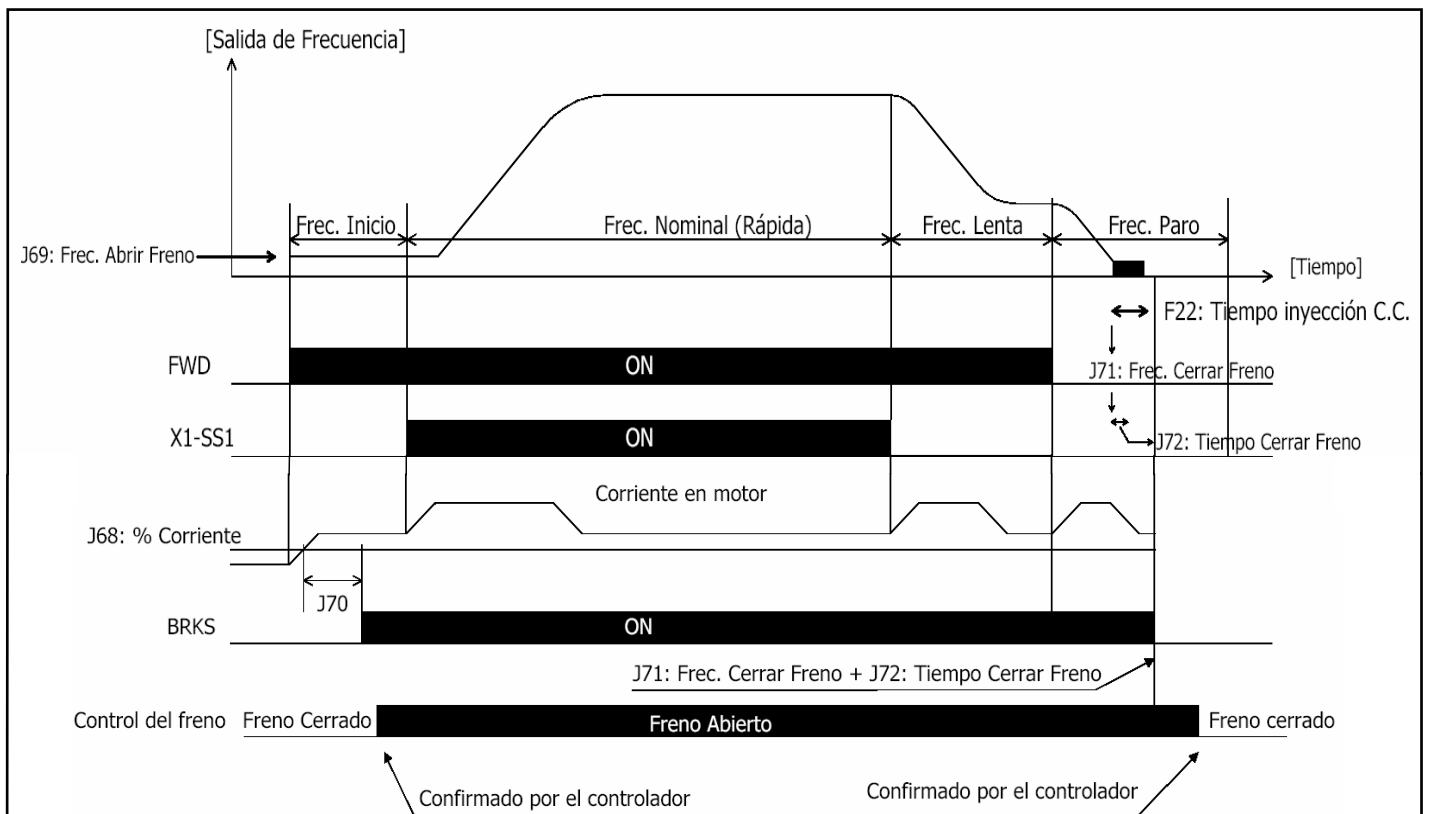 [Salida de Frecuencia]
Frec. Inicio
Frec. Nominal (Rápida)
Frec. Lenta
Frec. Paro
J69: Frec. Abrir Freno
[Tiempo]
F22: Tiempo inyección C.C.
FWD
ON
J71: Frec. Cerrar Freno
X1-SS1
ON
J72: Tiempo Cerrar Freno
Corriente en motor
J68: % Corriente
J70
BRKS
ON
J71: Frec. Cerrar Freno + J72: Tiempo Cerrar Freno
Control del freno
Freno Cerrado
Freno Abierto
Freno cerrado
Confirmado por el controlador
Confirmado por el controlador